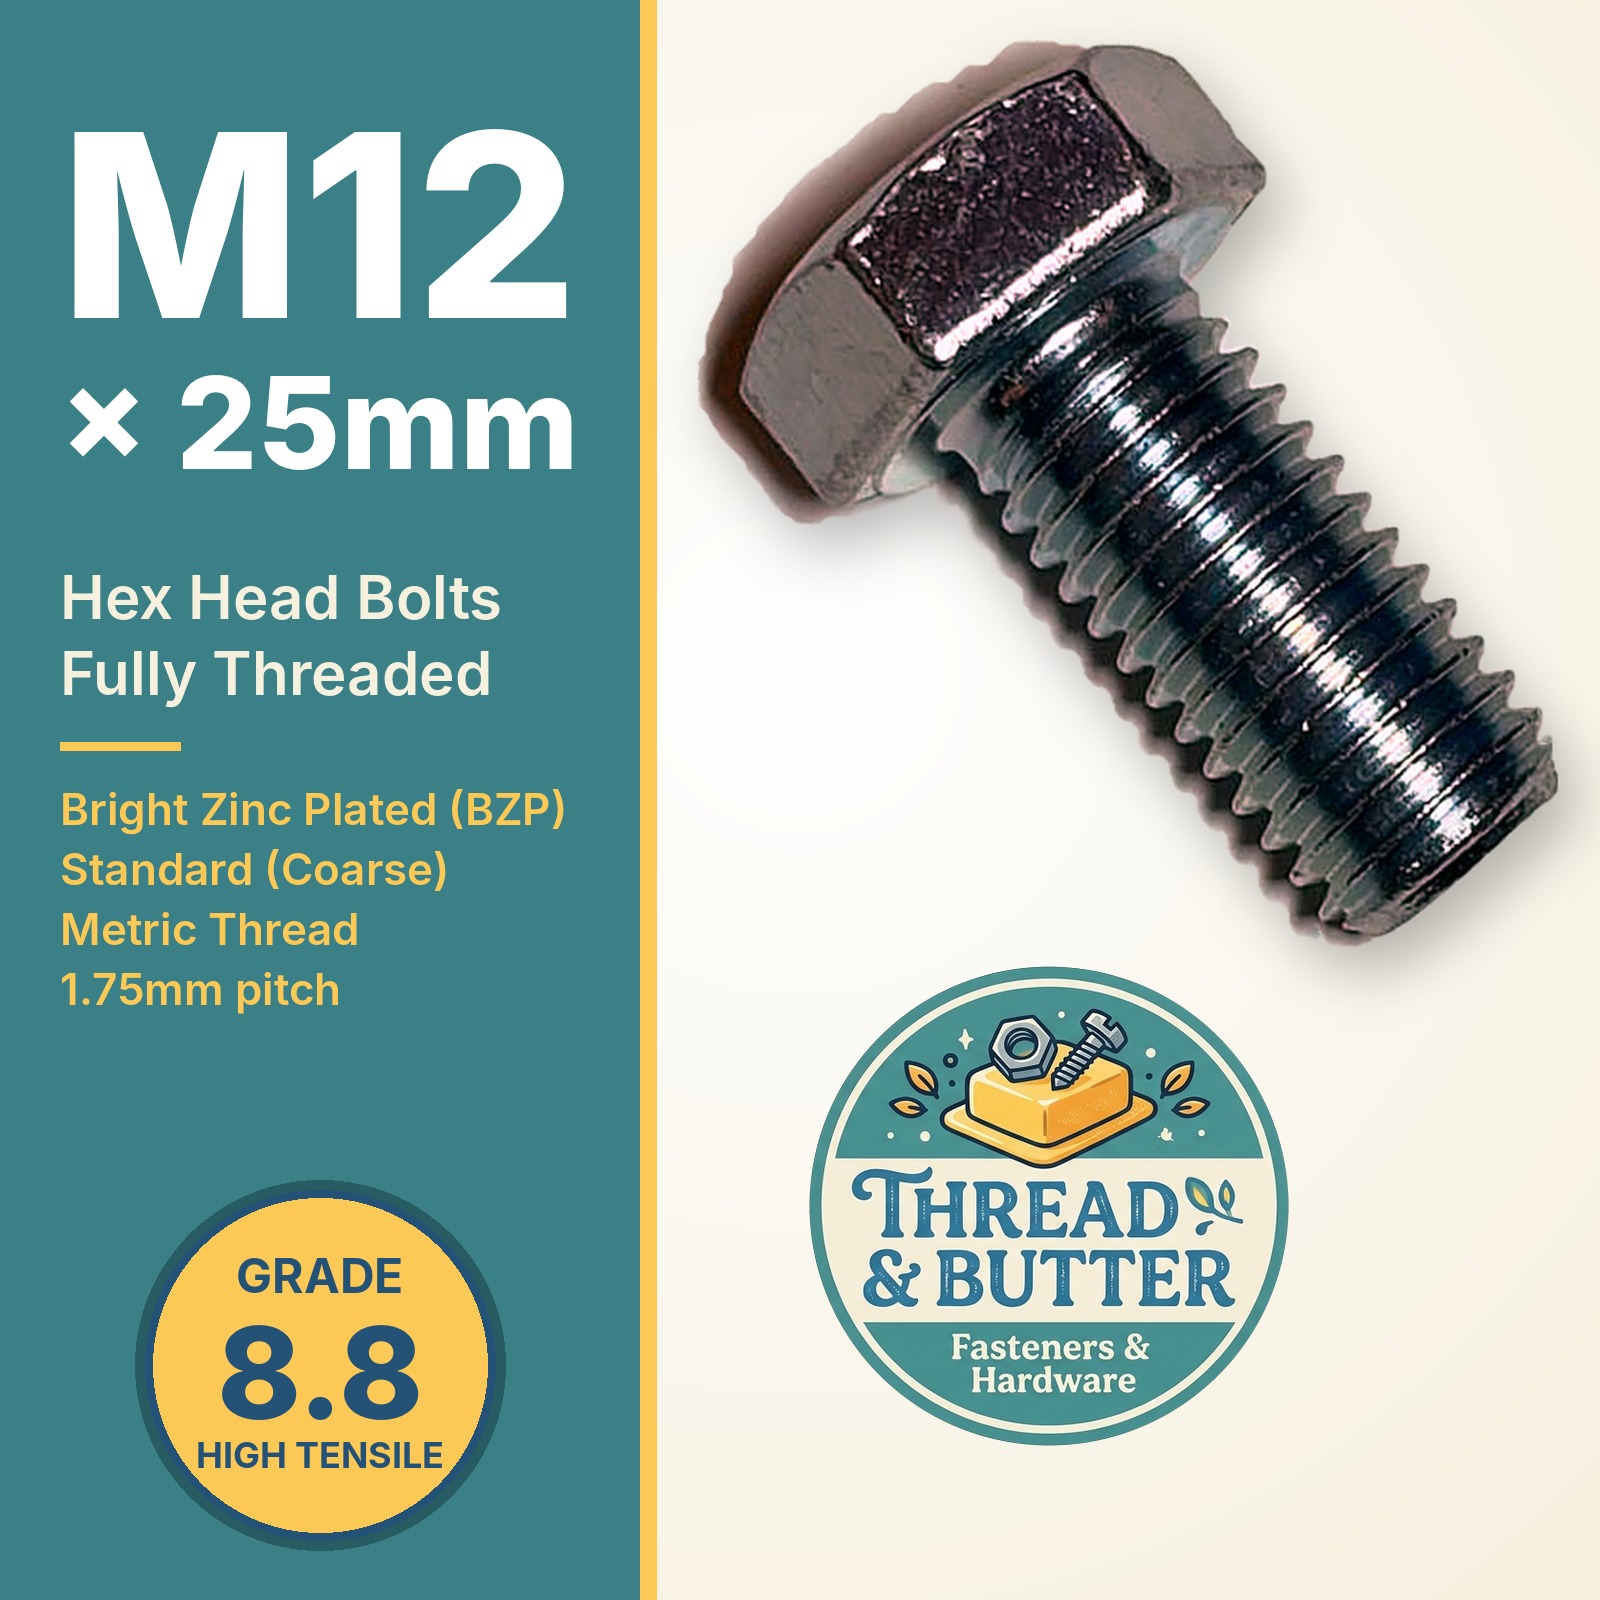 M12
× 25mm
Hex Head Bolts
Fully Threaded
Bright Zinc Plated (BZP)
Standard (Coarse)
Metric Thread
1.75mm pitch
GRADE
8.8
HIGH TENSILE
THREAD
& BUTTER
Fasteners &
Hardware